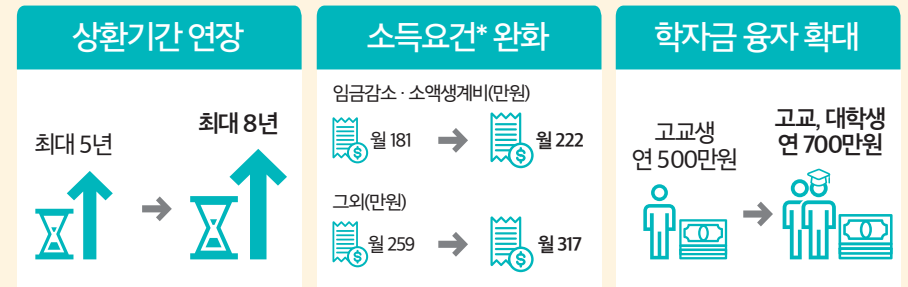 상환기간 연장
최대 5년
최대 8년
소득요건* 완화
임금감소 · 소액생계비(만원)
월 181
월 222
그외(만원)
월 259
월 317
학자금 융자 확대
고교생
연 500만원
고교, 대학생
연 700만원